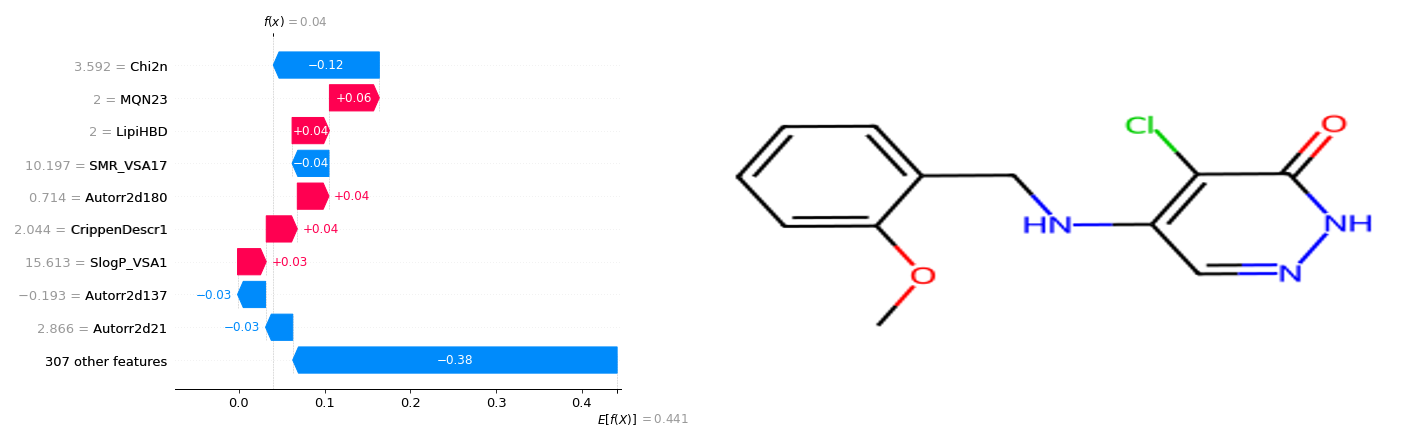 f(x) = 0.04
3.592 = Chi2n
−0.12
2 = MQN23
+0.06
2 = LipiHBD
+0.04
10.197 = SMR_VSA17
−0.04
0.714 = Autorr2d180
+0.04
2.044 = CrippenDescr1
+0.03
15.613 = SlogP_VSA1
+0.03
−0.193 = Autorr2d137
−0.03
2.866 = Autorr2d21
−0.03
307 other features
−0.38
0.0 0.1 0.2 0.3 0.4
E[f(X)] = 0.441
Cl
O
HN
NH
O
N